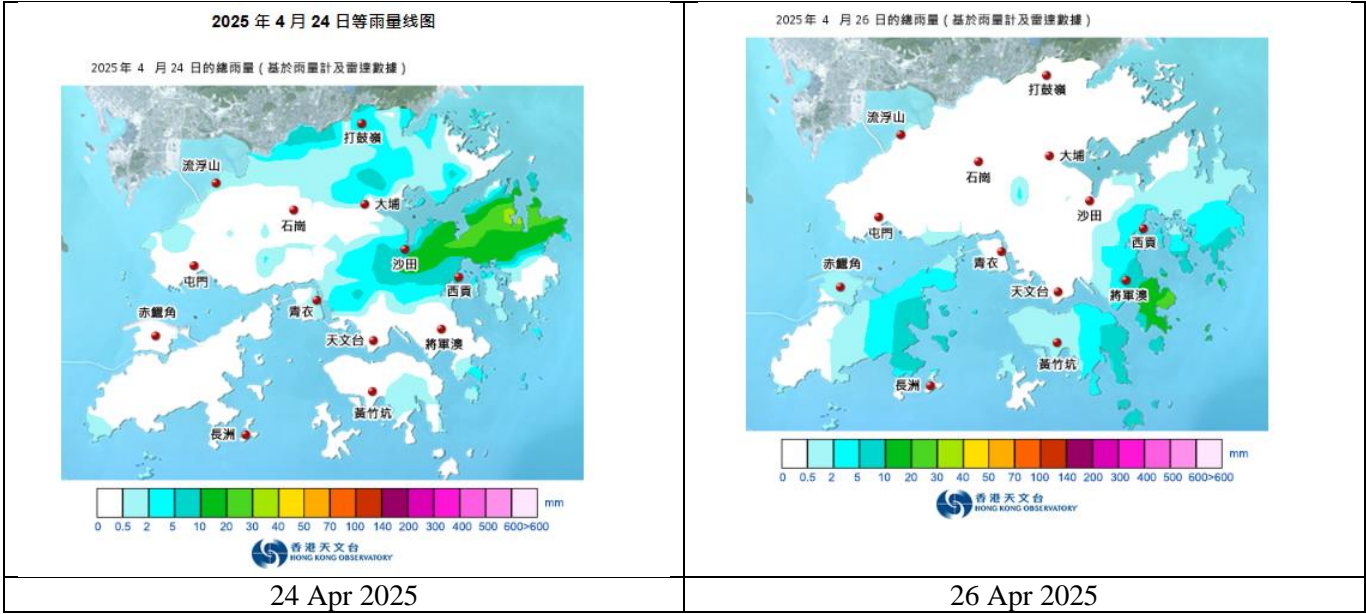 2025 年 4 月 24 日等雨量线图
2025年 4 月 24 日的總雨量 ( 基於雨量計及雷達數據 )
打鼓嶺
流浮山
大埔
石崗
沙田
屯門
西貢
青衣
赤鱲角
天文台
將軍澳
黃竹坑
長洲
mm
0 0.5 2 5 10 20 30 40 50 70 100 140 200 300 400 500 600>600
香港天文台
HONG KONG OBSERVATORY
24 Apr 2025
2025年 4 月 26 日的總雨量 ( 基於雨量計及雷達數據 )
打鼓嶺
流浮山
大埔
石崗
沙田
屯門
西貢
青衣
赤鱲角
天文台
將軍澳
黃竹坑
長洲
mm
0 0.5 2 5 10 20 30 40 50 70 100 140 200 300 400 500 600>600
香港天文台
HONG KONG OBSERVATORY
26 Apr 2025